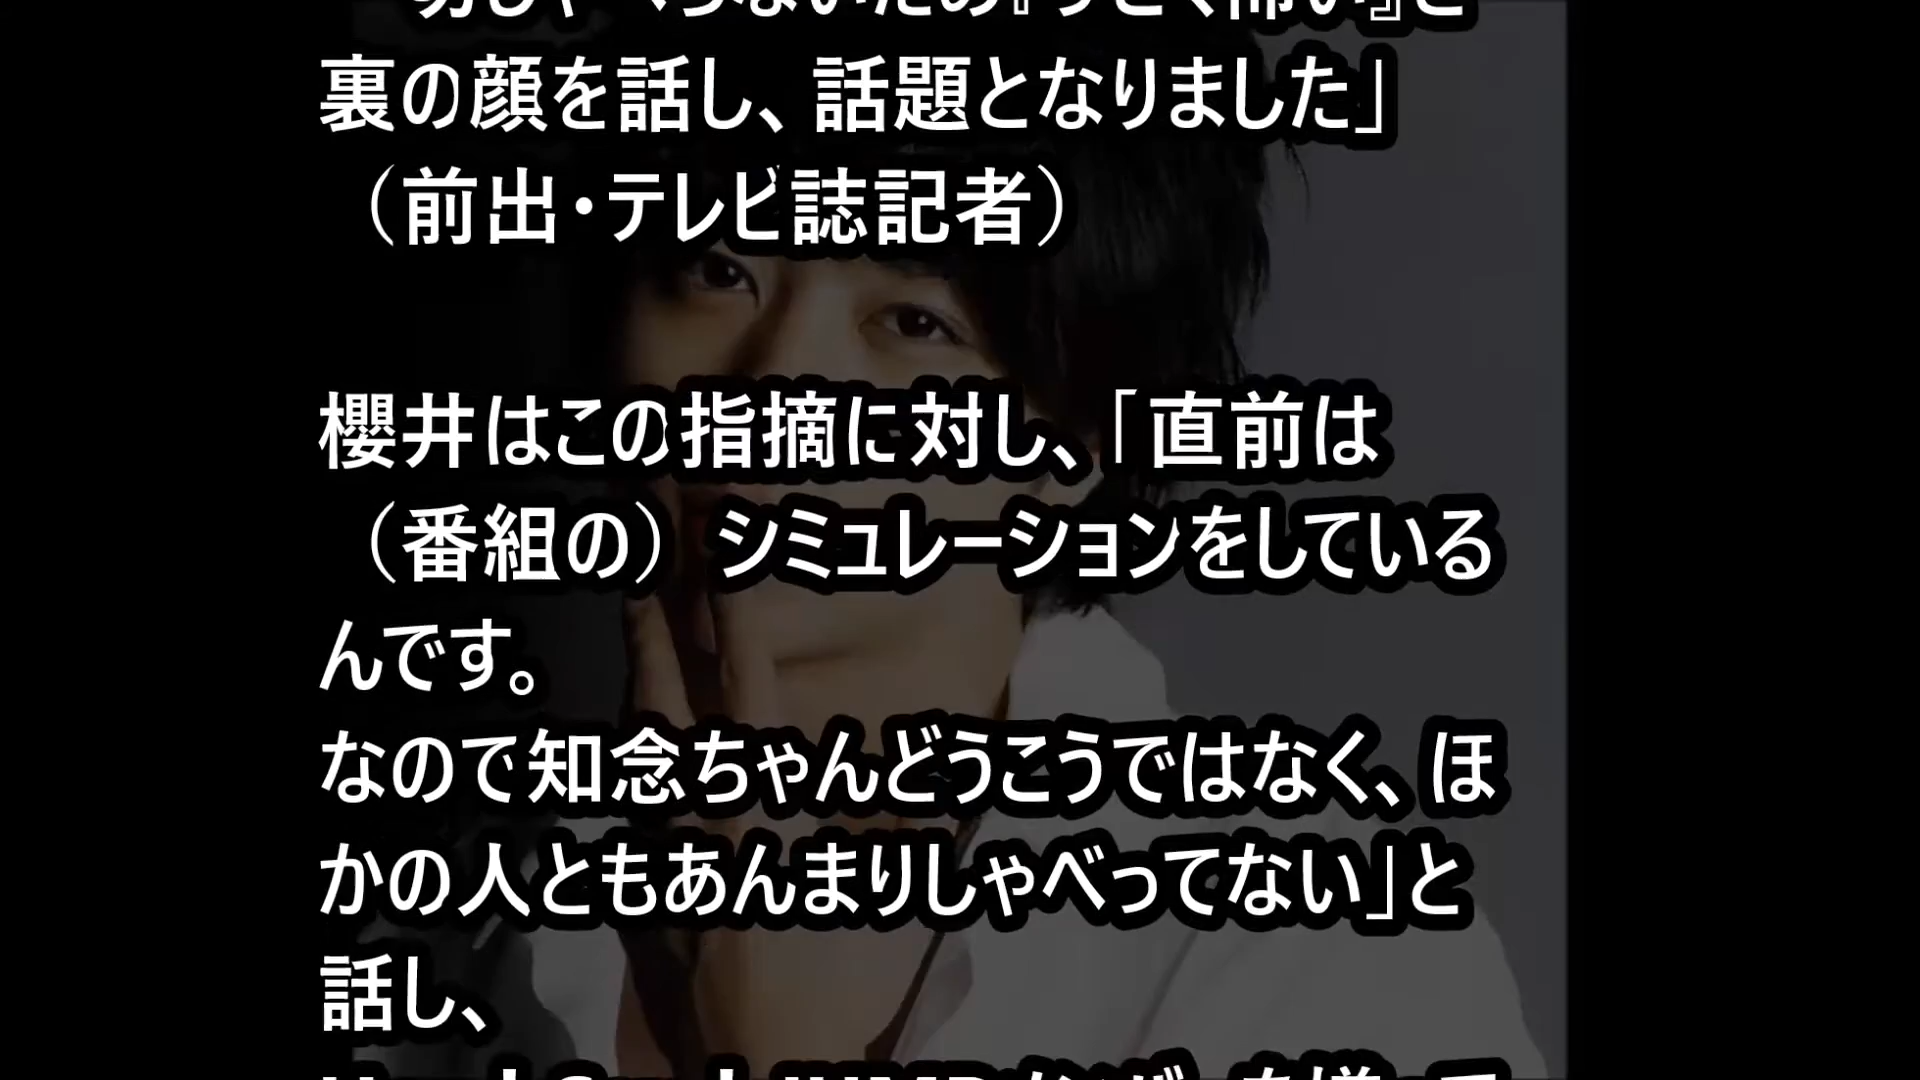 裏の顔を話し、話題となりました」
（前出・テレビ誌記者）
櫻井はこの指摘に対し、「直前は
（番組の）シミュレーションをしている
んです。
なので知念ちゃんどうこうではなく、ほ
かの人ともあんまりしゃべってない」と
話し、